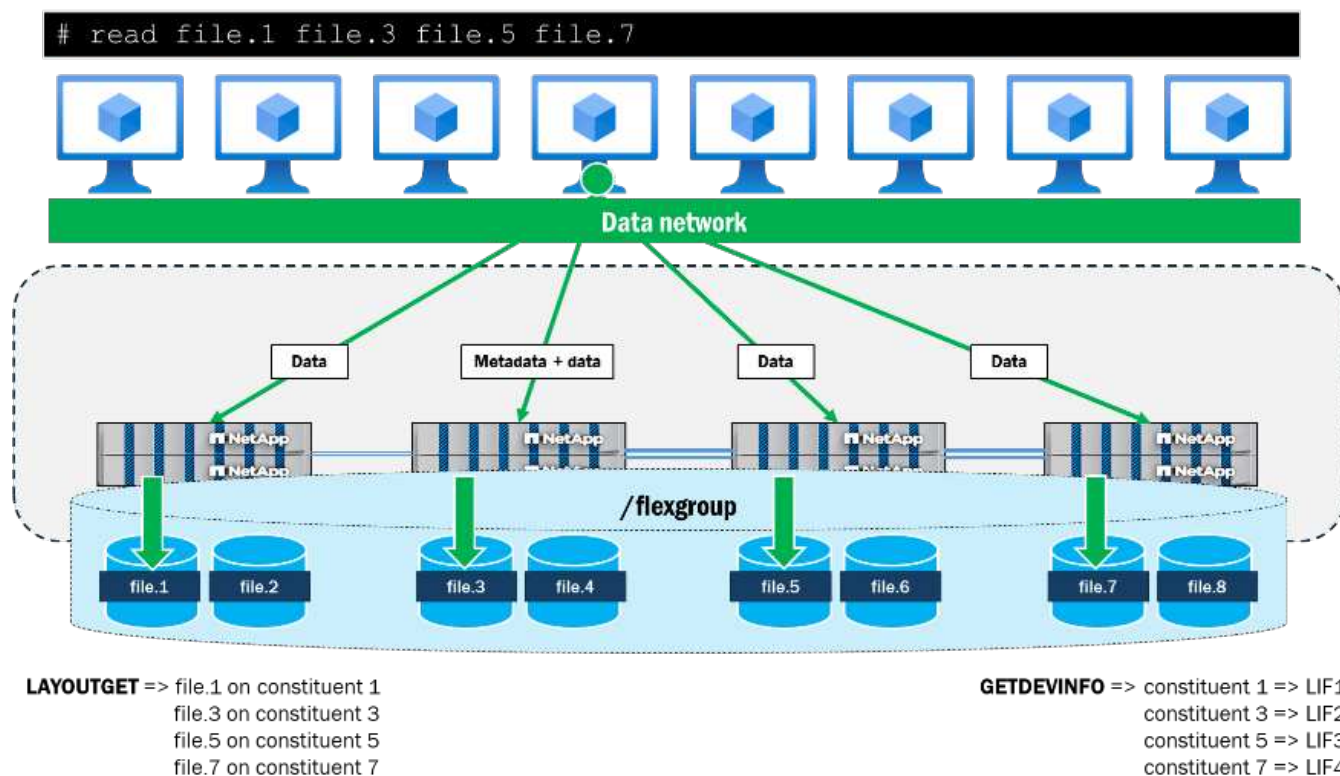 # read file.1 file.3 file.5 file.7
Data network
Data
Metadata + data
Data
Data
NetApp
NetApp
NetApp
NetApp
NetApp
NetApp
NetApp
NetApp
/flexgroup
file.1
file.2
file.3
file.4
file.5
file.6
file.7
file.8
LAYOUTGET => file.1 on constituent 1
file.3 on constituent 3
file.5 on constituent 5
file.7 on constituent 7
GETDEVINFO => constituent 1 => LIF1
constituent 3 => LIF2
constituent 5 => LIF3
constituent 7 => LIF4